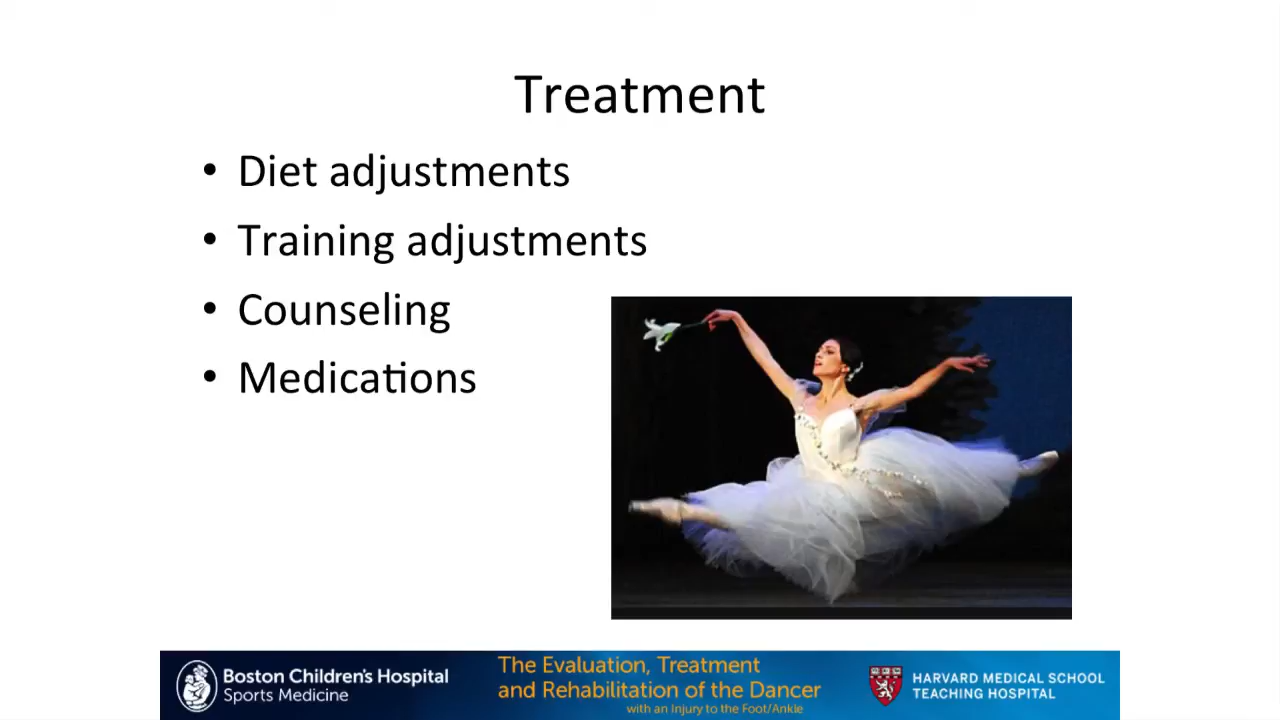 Treatment
• Diet adjustments
• Training adjustments
• Counseling
• Medications
Boston Children's Hospital
Sports Medicine
The Evaluation, Treatment
and Rehabilitation of the Dancer
with an Injury to the Foot/Ankle
HARVARD MEDICAL SCHOOL
TEACHING HOSPITAL